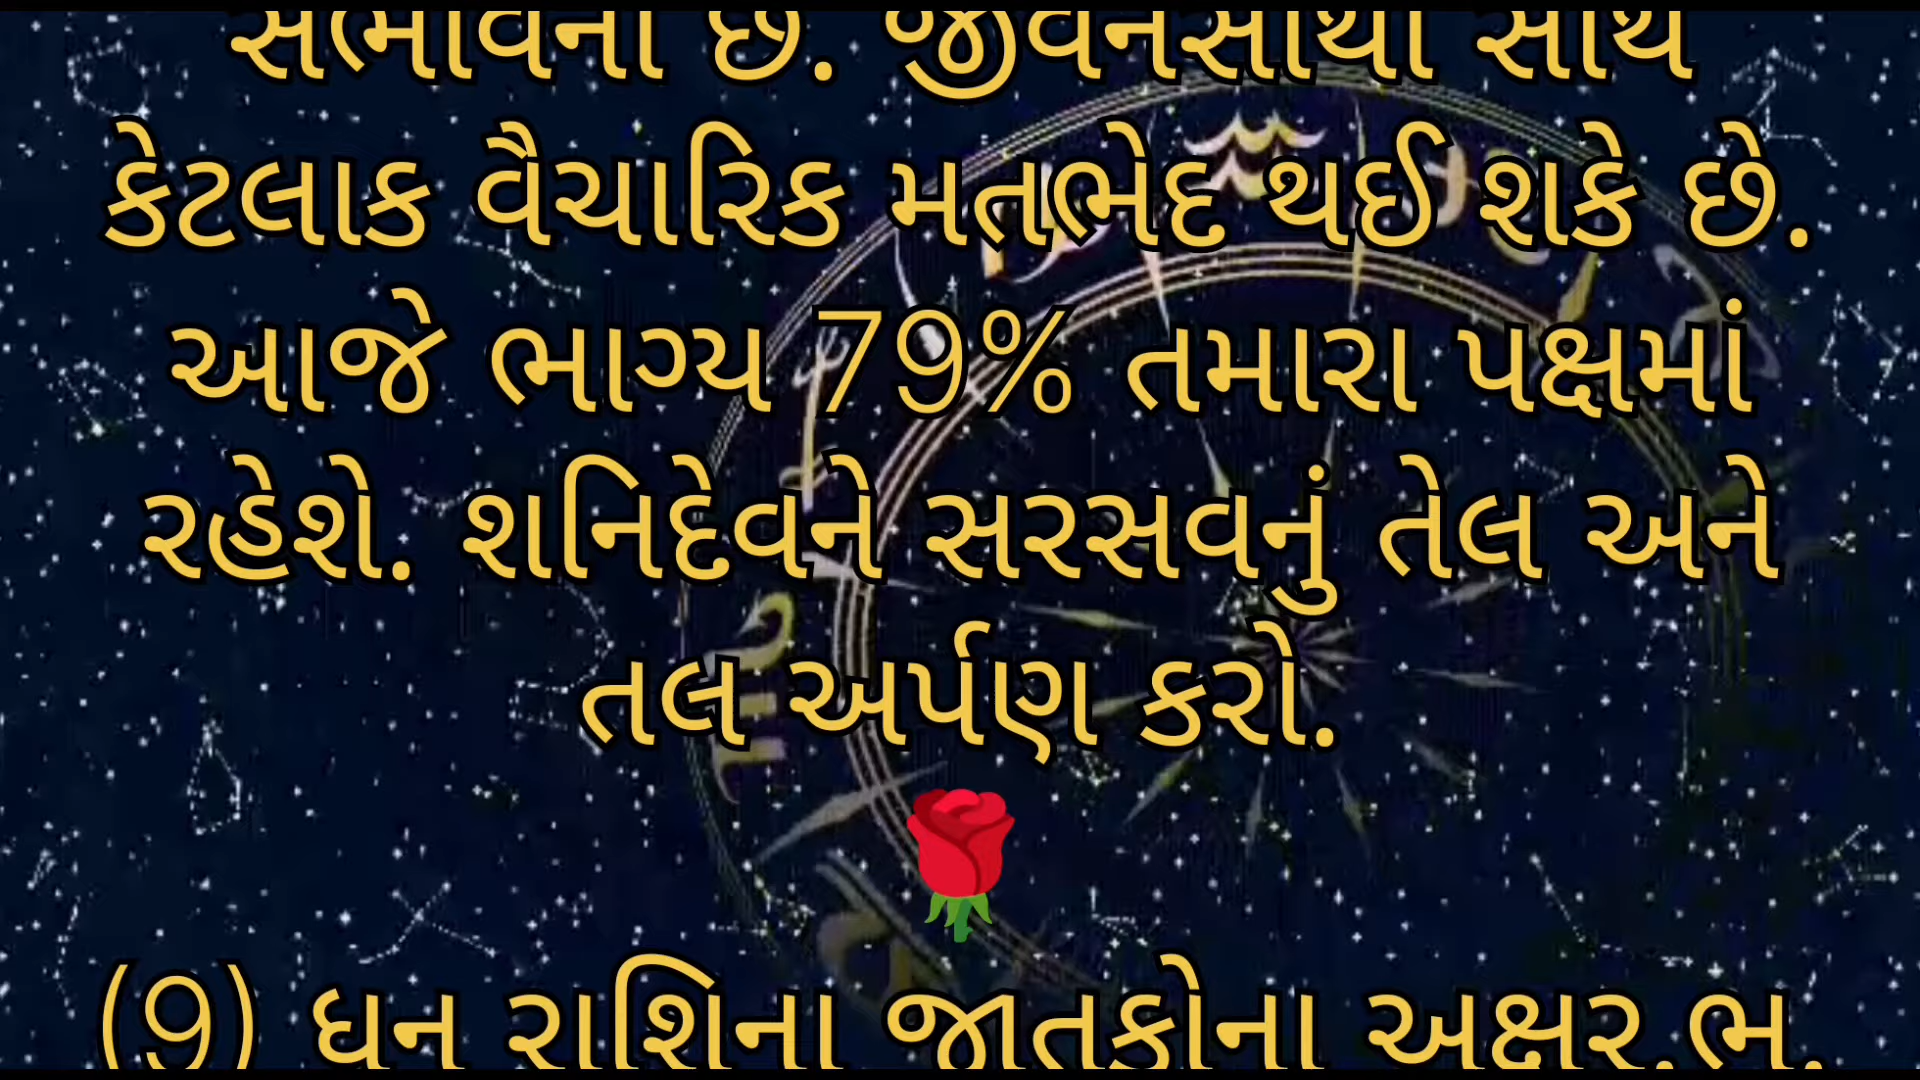 સંભાવના છે. જીવનસાથી સાથે
કેટલાક વૈચારિક મતભેદ થઈ શકે છે.
આજે ભાગ્ય 79% તમારા પક્ષમાં
રહેશે. શનિદેવને સરસવનું તેલ અને
તલ અર્પણ કરો.
(9) ધન રાશિના જાતકોના અક્ષર.ભ.